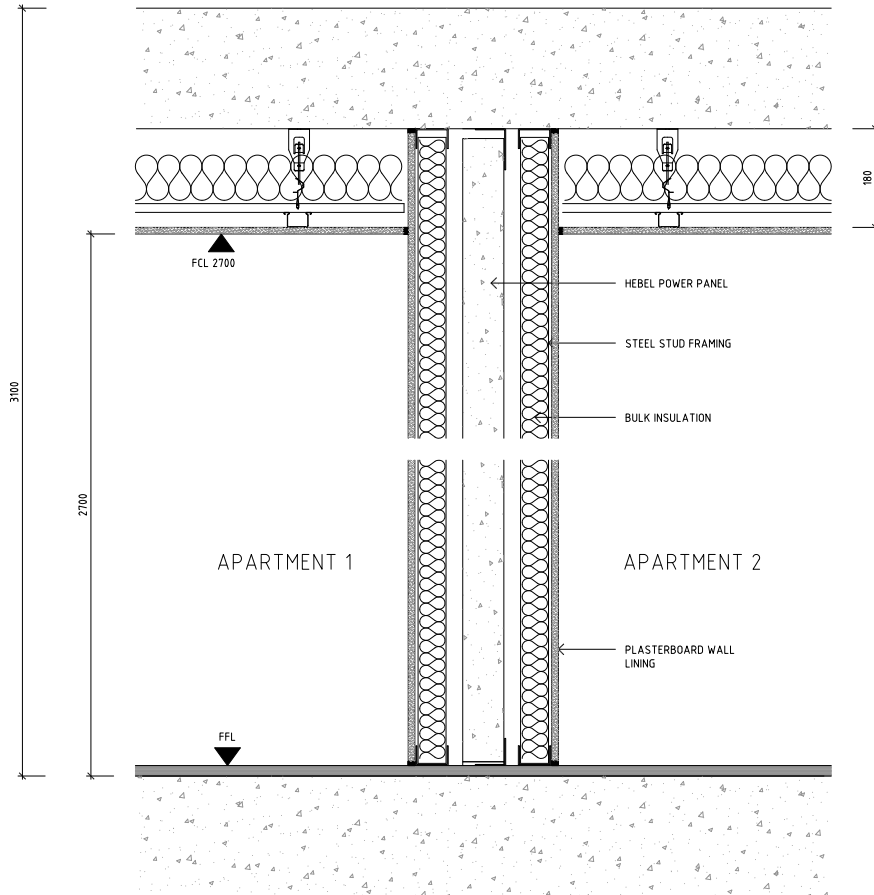 180
FCL 2700
HEBEL POWER PANEL
STEEL STUD FRAMING
3100
BULK INSULATION
2700
APARTMENT 1
APARTMENT 2
PLASTERBOARD WALL
LINING
FFL